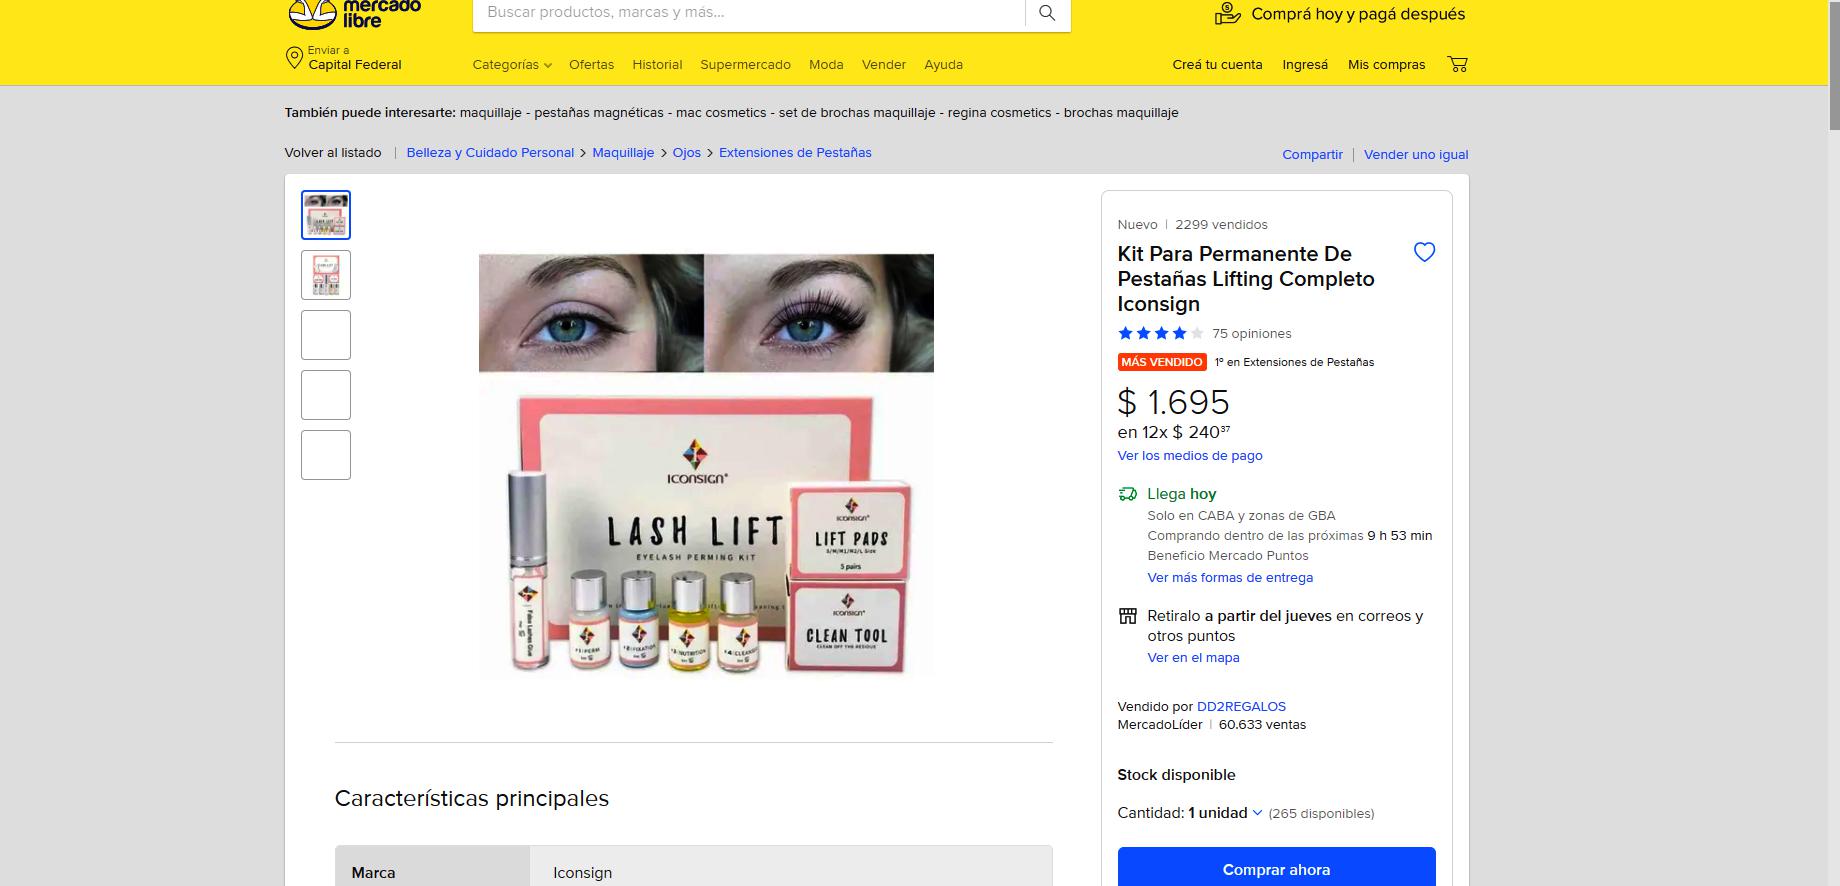 mercado
libre
Buscar productos, marcas y más...
Comprá hoy y pagá después
Enviar a
Capital Federal
Categorías
Ofertas
Historial
Supermercado
Moda
Vender
Ayuda
Creá tu cuenta
Ingresá
Mis compras
También puede interesarte: maquillaje - pestañas magnéticas - mac cosmetics - set de brochas maquillaje - regina cosmetics - brochas maquillaje
Volver al listado | Belleza y Cuidado Personal > Maquillaje > Ojos > Extensiones de Pestañas
Compartir | Vender uno igual
ICONSIGN
LASH LIFT
EYELASH PERMING KIT
ICONSIGN
LIFT PADS
S/M/M1/M2/L Size
5 pairs
ICONSIGN
CLEAN TOOL
CLEAN OFF THE RESIDUE
False Lashes Glue
Nuevo | 2299 vendidos
Kit Para Permanente De
Pestañas Lifting Completo
Iconsign
75 opiniones
MÁS VENDIDO 1º en Extensiones de Pestañas
$ 1.695
en 12x $ 240³⁷
Ver los medios de pago
Llega hoy
Solo en CABA y zonas de GBA
Comprando dentro de las próximas 9 h 53 min
Beneficio Mercado Puntos
Ver más formas de entrega
Retiralo a partir del jueves en correos y
otros puntos
Ver en el mapa
Vendido por DD2REGALOS
MercadoLíder | 60.633 ventas
Stock disponible
Cantidad: 1 unidad (265 disponibles)
Comprar ahora
Características principales
Marca
Iconsign